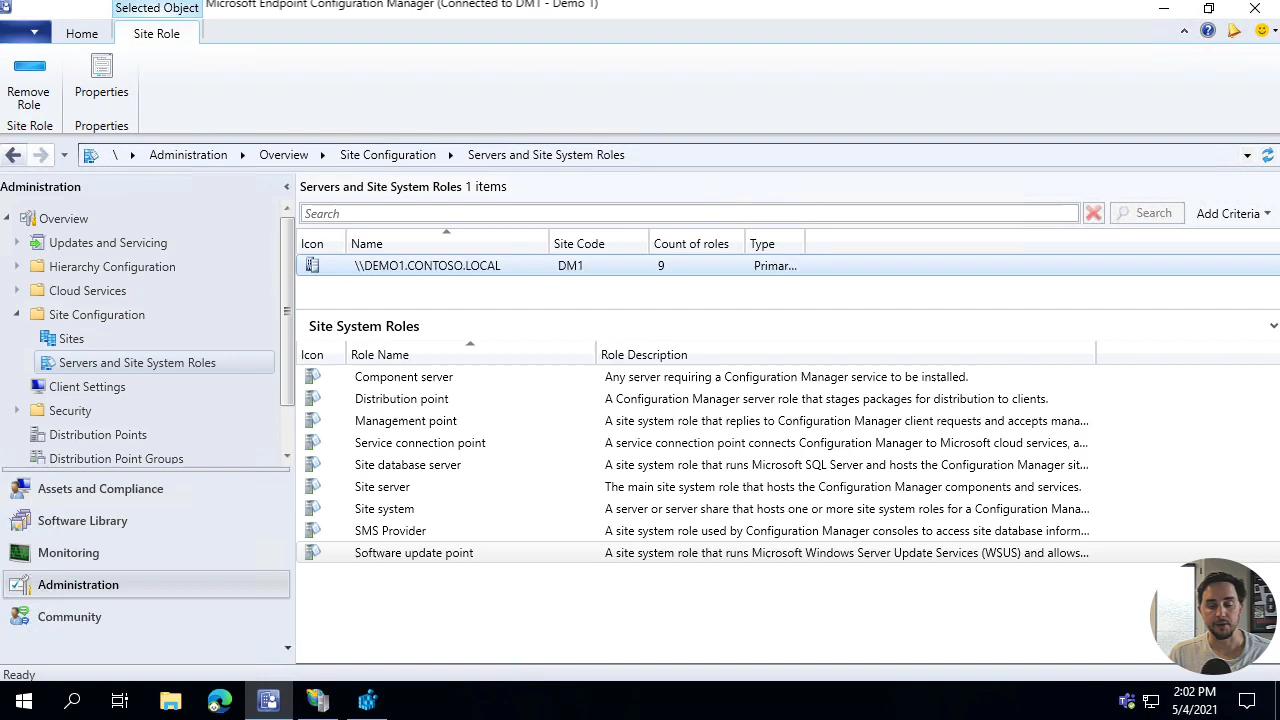 Selected Object
Microsoft Endpoint Configuration Manager (Connected to DM1 - Demo 1)
Home
Site Role
Remove Role
Properties
Site Role
Properties
\ Administration Overview Site Configuration Servers and Site System Roles
Administration
Overview
Updates and Servicing
Hierarchy Configuration
Cloud Services
Site Configuration
Sites
Servers and Site System Roles
Client Settings
Security
Distribution Points
Distribution Point Groups
Assets and Compliance
Software Library
Monitoring
Administration
Community
Servers and Site System Roles 1 items
Search
Search
Add Criteria
Icon Name Site Code Count of roles Type
\\DEMO1.CONTOSO.LOCAL DM1 9 Primar...
Site System Roles
Icon Role Name Role Description
Component server Any server requiring a Configuration Manager service to be installed.
Distribution point A Configuration Manager server role that stages packages for distribution to clients.
Management point A site system role that replies to Configuration Manager client requests and accepts mana...
Service connection point A service connection point connects Configuration Manager to Microsoft cloud services, a...
Site database server A site system role that runs Microsoft SQL Server and hosts the Configuration Manager sit...
Site server The main site system role that hosts the Configuration Manager components and services.
Site system A server or server share that hosts one or more site system roles for a Configuration Mana...
SMS Provider A site system role used by Configuration Manager consoles to access site database inform...
Software update point A site system role that runs Microsoft Windows Server Update Services (WSUS) and allows...
Ready
2:02 PM
5/4/2021